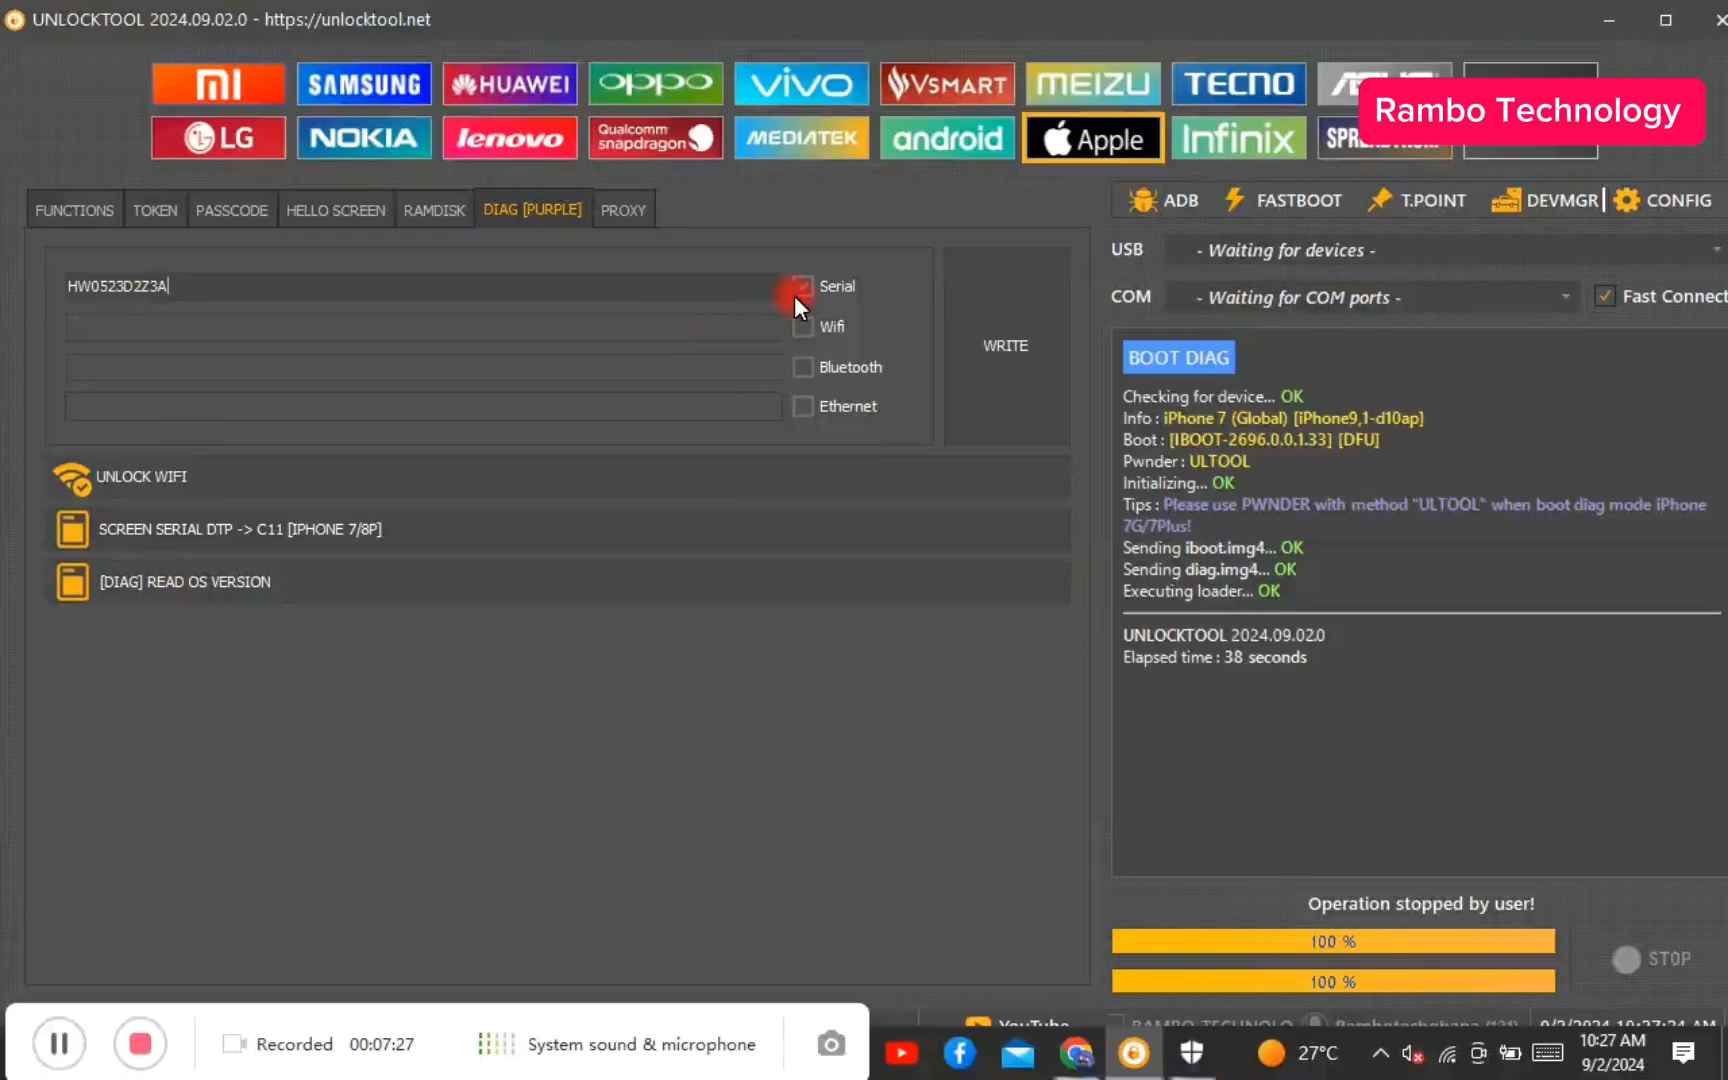 UNLOCKTOOL 2024.09.02.0 - https://unlocktool.net
mi SAMSUNG HUAWEI oppo vivo VSMART MEIZU TECNO
Rambo Technology
LG NOKIA lenovo Qualcomm snapdragon MEDIATEK android Apple Infinix
FUNCTIONS TOKEN PASSCODE HELLO SCREEN RAMDISK DIAG [PURPLE] PROXY
HW0523D2Z3A
Serial
Wifi
Bluetooth
Ethernet
WRITE
UNLOCK WIFI
SCREEN SERIAL DTP -> C11 [IPHONE 7/8P]
[DIAG] READ OS VERSION
ADB FASTBOOT T.POINT DEVMGR CONFIG
USB - Waiting for devices -
COM - Waiting for COM ports - Fast Connect
BOOT DIAG
Checking for device... OK
Info : iPhone 7 (Global) [iPhone9,1-d10ap]
Boot : [IBOOT-2696.0.0.1.33] [DFU]
Pwnder : ULTOOL
Initializing... OK
Tips : Please use PWNDER with method "ULTOOL" when boot diag mode iPhone
7G/7Plus!
Sending iboot.img4... OK
Sending diag.img4... OK
Executing loader... OK
UNLOCKTOOL 2024.09.02.0
Elapsed time : 38 seconds
Operation stopped by user!
100 %
100 %
STOP
Recorded 00:07:27 System sound & microphone
YouTube
27°C
10:27 AM
9/2/2024